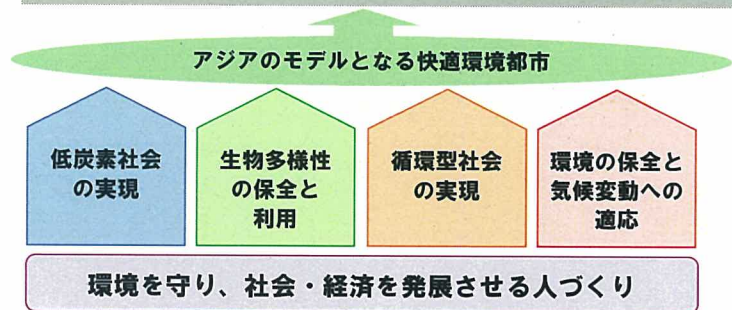 アジアのモデルとなる快適環境都市
低炭素社会
の実現
生物多様性
の保全と
利用
循環型社会
の実現
環境の保全と
気候変動への
適応
環境を守り、社会・経済を発展させる人づくり